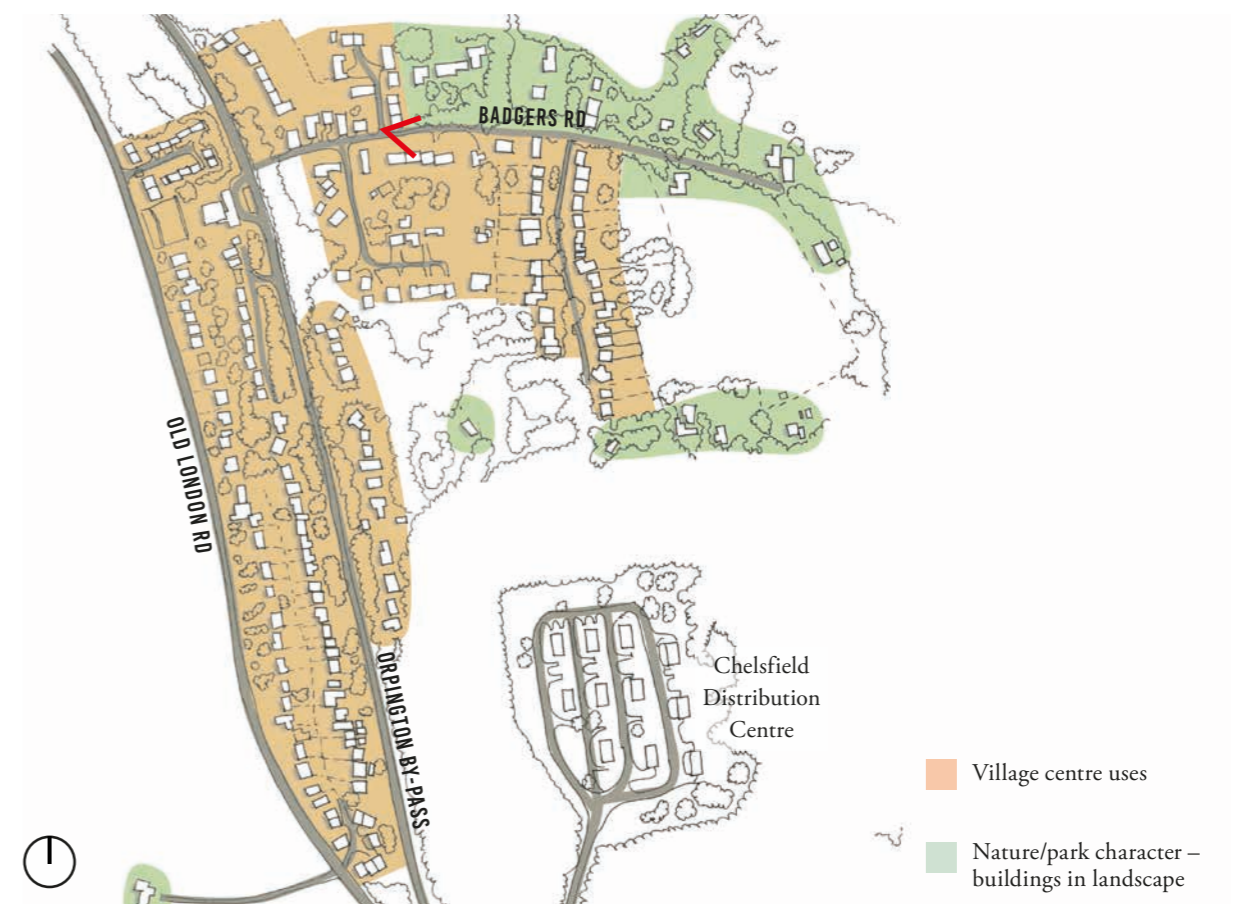 BADGERS RD
OLD LONDON RD
ORPINGTON BY-PASS
Chelsfield
Distribution
Centre
Village centre uses
Nature/park character –
buildings in landscape